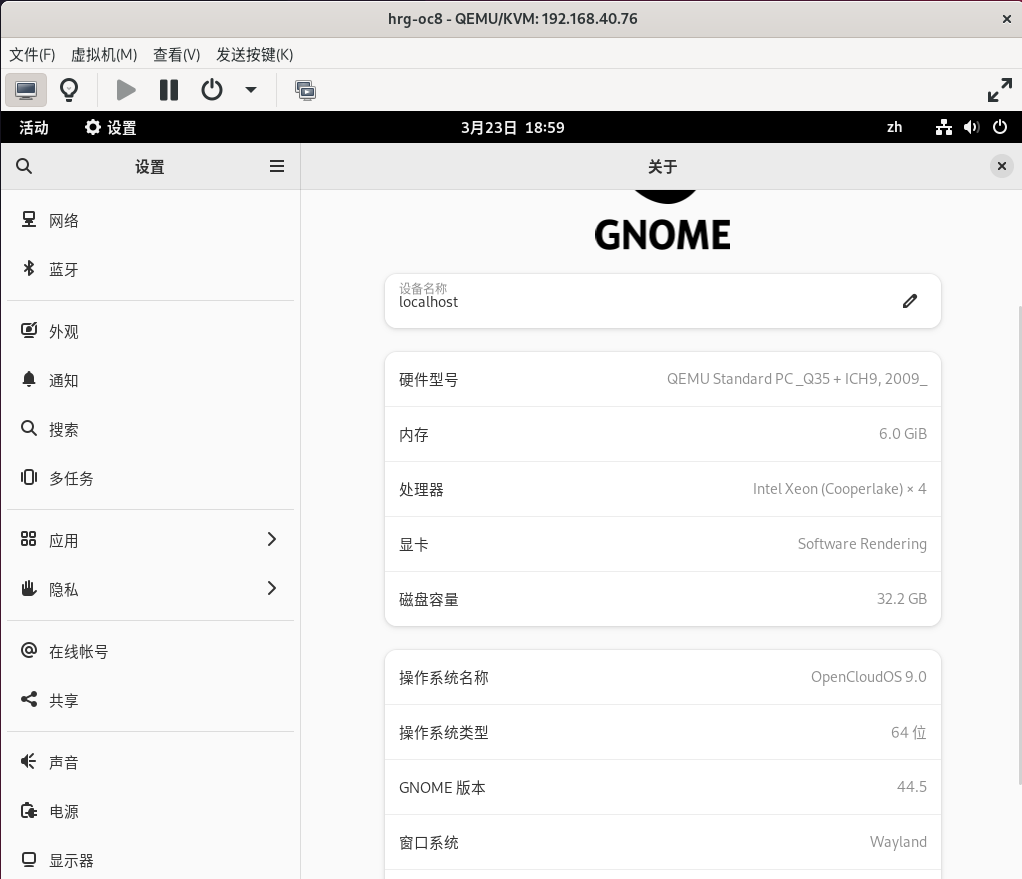 hrg-oc8 - QEMU/KVM: 192.168.40.76
文件(F) 虚拟机(M) 查看(V) 发送按键(K)
活动 设置 3月23日 18:59 zh
设置 关于
网络
蓝牙
外观
通知
搜索
多任务
应用
隐私
在线帐号
共享
声音
电源
显示器
GNOME
设备名称
localhost
硬件型号 QEMU Standard PC _Q35 + ICH9, 2009_
内存 6.0 GiB
处理器 Intel Xeon (Cooperlake) × 4
显卡 Software Rendering
磁盘容量 32.2 GB
操作系统名称 OpenCloudOS 9.0
操作系统类型 64 位
GNOME 版本 44.5
窗口系统 Wayland